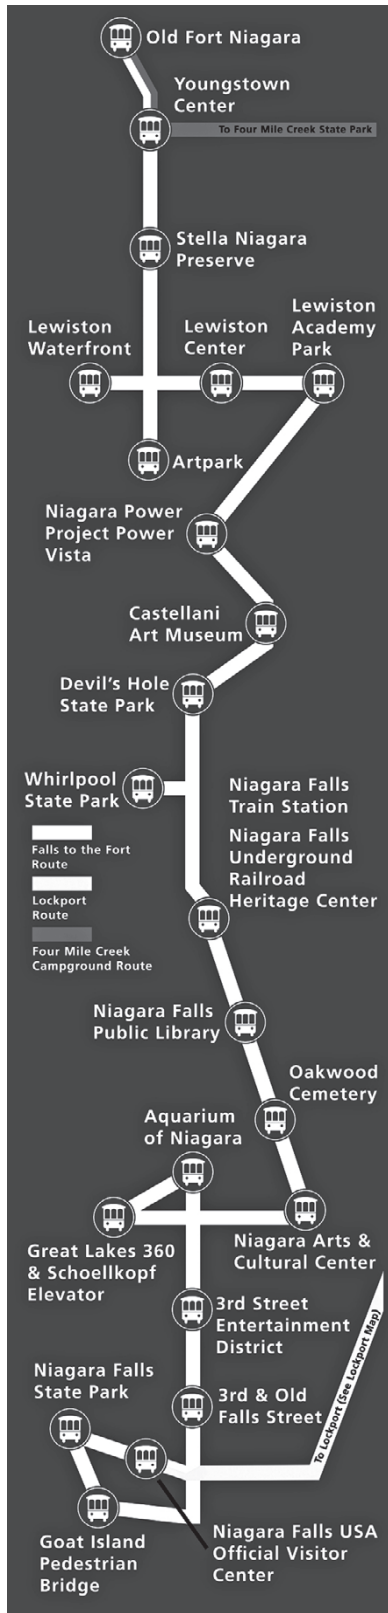 Old Fort Niagara
Youngstown
Center
To Four Mile Creek State Park
Stella Niagara
Preserve
Lewiston
Waterfront
Lewiston
Center
Lewiston
Academy
Park
Artpark
Niagara Power
Project Power
Vista
Castellani
Art Museum
Devil's Hole
State Park
Whirlpool
State Park
Niagara Falls
Train Station
Niagara Falls
Underground
Railroad
Heritage Center
Falls to the Fort
Route
Lockport
Route
Four Mile Creek
Campground Route
Niagara Falls
Public Library
Oakwood
Cemetery
Aquarium
of Niagara
Great Lakes 360
& Schoellkopf
Elevator
Niagara Arts &
Cultural Center
3rd Street
Entertainment
District
To Lockport (See Lockport Map)
Niagara Falls
State Park
3rd & Old
Falls Street
Goat Island
Pedestrian
Bridge
Niagara Falls USA
Official Visitor
Center